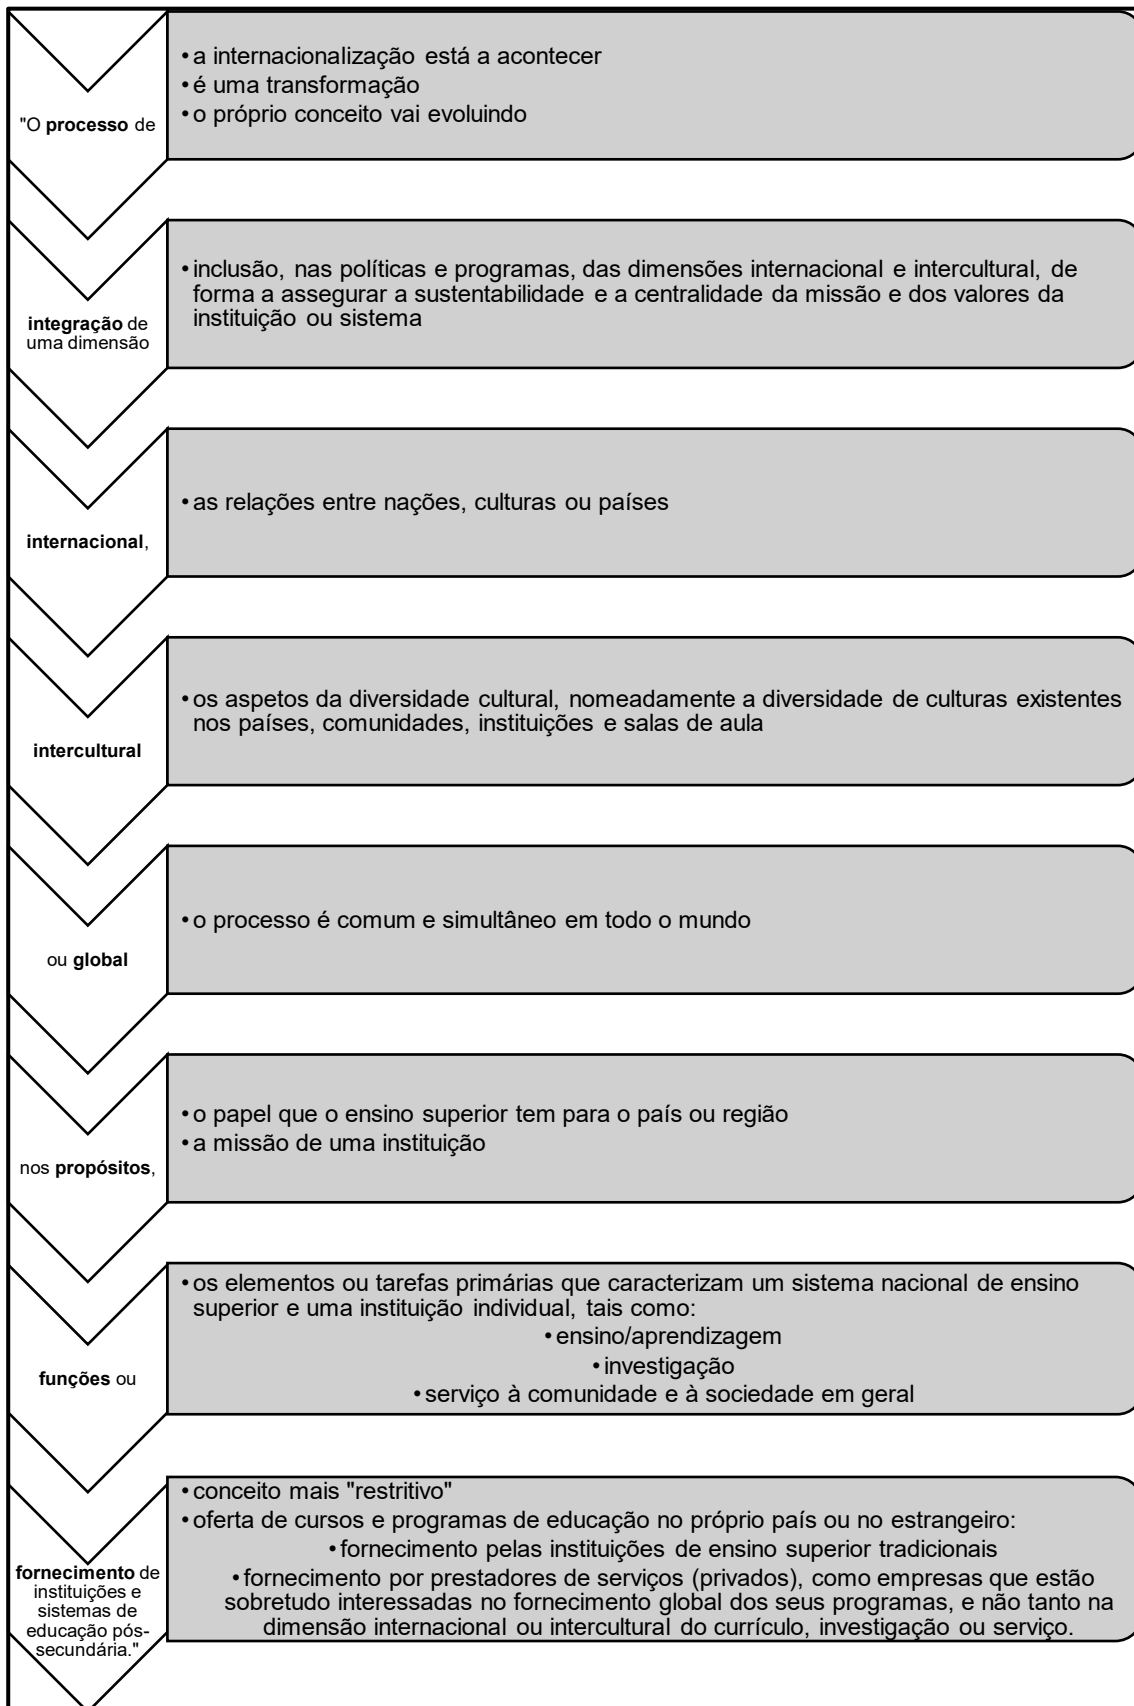 "O processo de
• a internacionalização está a acontecer
• é uma transformação
• o próprio conceito vai evoluindo
integração de
uma dimensão
• inclusão, nas políticas e programas, das dimensões internacional e intercultural, de
forma a assegurar a sustentabilidade e a centralidade da missão e dos valores da
instituição ou sistema
internacional,
• as relações entre nações, culturas ou países
intercultural
• os aspetos da diversidade cultural, nomeadamente a diversidade de culturas existentes
nos países, comunidades, instituições e salas de aula
ou global
• o processo é comum e simultâneo em todo o mundo
nos propósitos,
• o papel que o ensino superior tem para o país ou região
• a missão de uma instituição
funções ou
• os elementos ou tarefas primárias que caracterizam um sistema nacional de ensino
superior e uma instituição individual, tais como:
• ensino/aprendizagem
• investigação
• serviço à comunidade e à sociedade em geral
fornecimento de
instituições e
sistemas de
educação pós-
secundária."
• conceito mais "restritivo"
• oferta de cursos e programas de educação no próprio país ou no estrangeiro:
• fornecimento pelas instituições de ensino superior tradicionais
• fornecimento por prestadores de serviços (privados), como empresas que estão
sobretudo interessadas no fornecimento global dos seus programas, e não tanto na
dimensão internacional ou intercultural do currículo, investigação ou serviço.